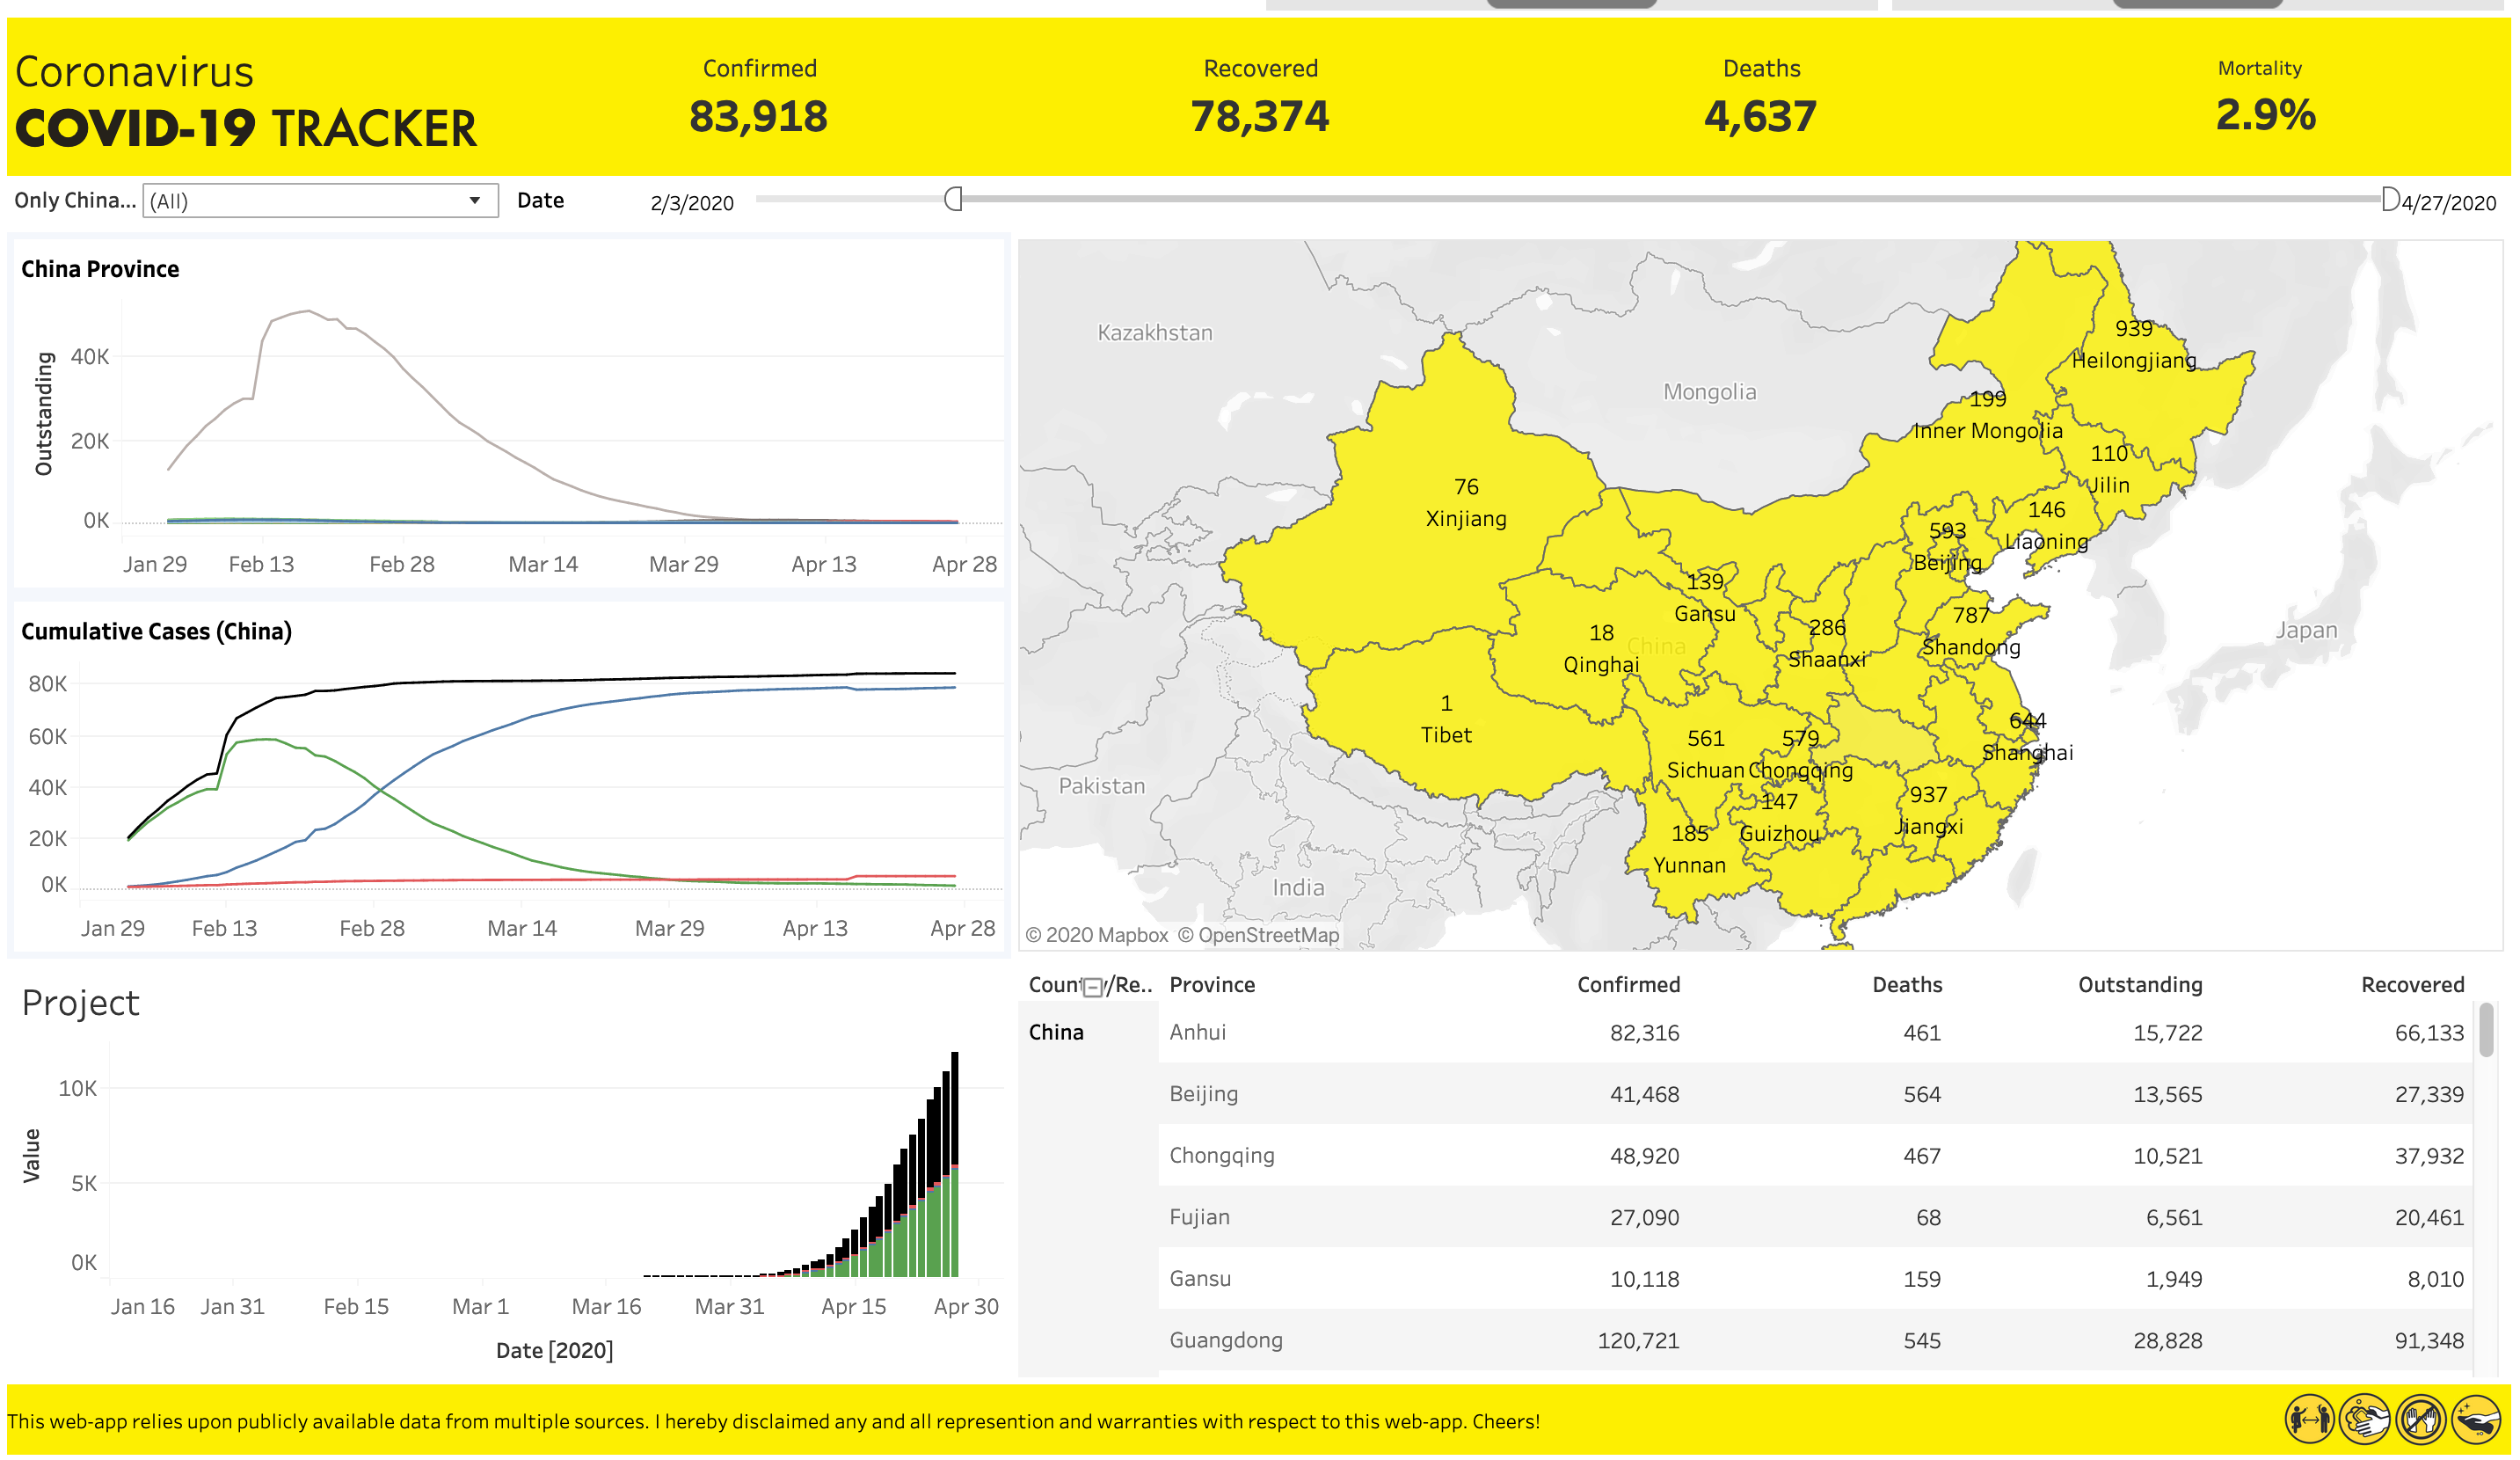 Coronavirus
COVID-19 TRACKER
Confirmed
83,918
Recovered
78,374
Deaths
4,637
Mortality
2.9%
Only China... (All)
Date 2/3/2020 4/27/2020
China Province
Outstanding
40K
20K
0K
Jan 29 Feb 13 Feb 28 Mar 14 Mar 29 Apr 13 Apr 28
Cumulative Cases (China)
80K
60K
40K
20K
0K
Jan 29 Feb 13 Feb 28 Mar 14 Mar 29 Apr 13 Apr 28
Kazakhstan
Mongolia
China
Japan
Pakistan
India
939
Heilongjiang
199
Inner Mongolia
110
Jilin
146
Liaoning
593
Beijing
76
Xinjiang
139
Gansu
787
Shandong
286
Shaanxi
18
Qinghai
1
Tibet
644
Shanghai
561
Sichuan
579
Chongqing
147
Guizhou
937
Jiangxi
185
Yunnan
© 2020 Mapbox © OpenStreetMap
Project
Value
10K
5K
0K
Jan 16 Jan 31 Feb 15 Mar 1 Mar 16 Mar 31 Apr 15 Apr 30
Date [2020]
Province Confirmed Deaths Outstanding Recovered
China Anhui 82,316 461 15,722 66,133
Beijing 41,468 564 13,565 27,339
Chongqing 48,920 467 10,521 37,932
Fujian 27,090 68 6,561 20,461
Gansu 10,118 159 1,949 8,010
Guangdong 120,721 545 28,828 91,348
This web-app relies upon publicly available data from multiple sources. I hereby disclaimed any and all represention and warranties with respect to this web-app. Cheers!